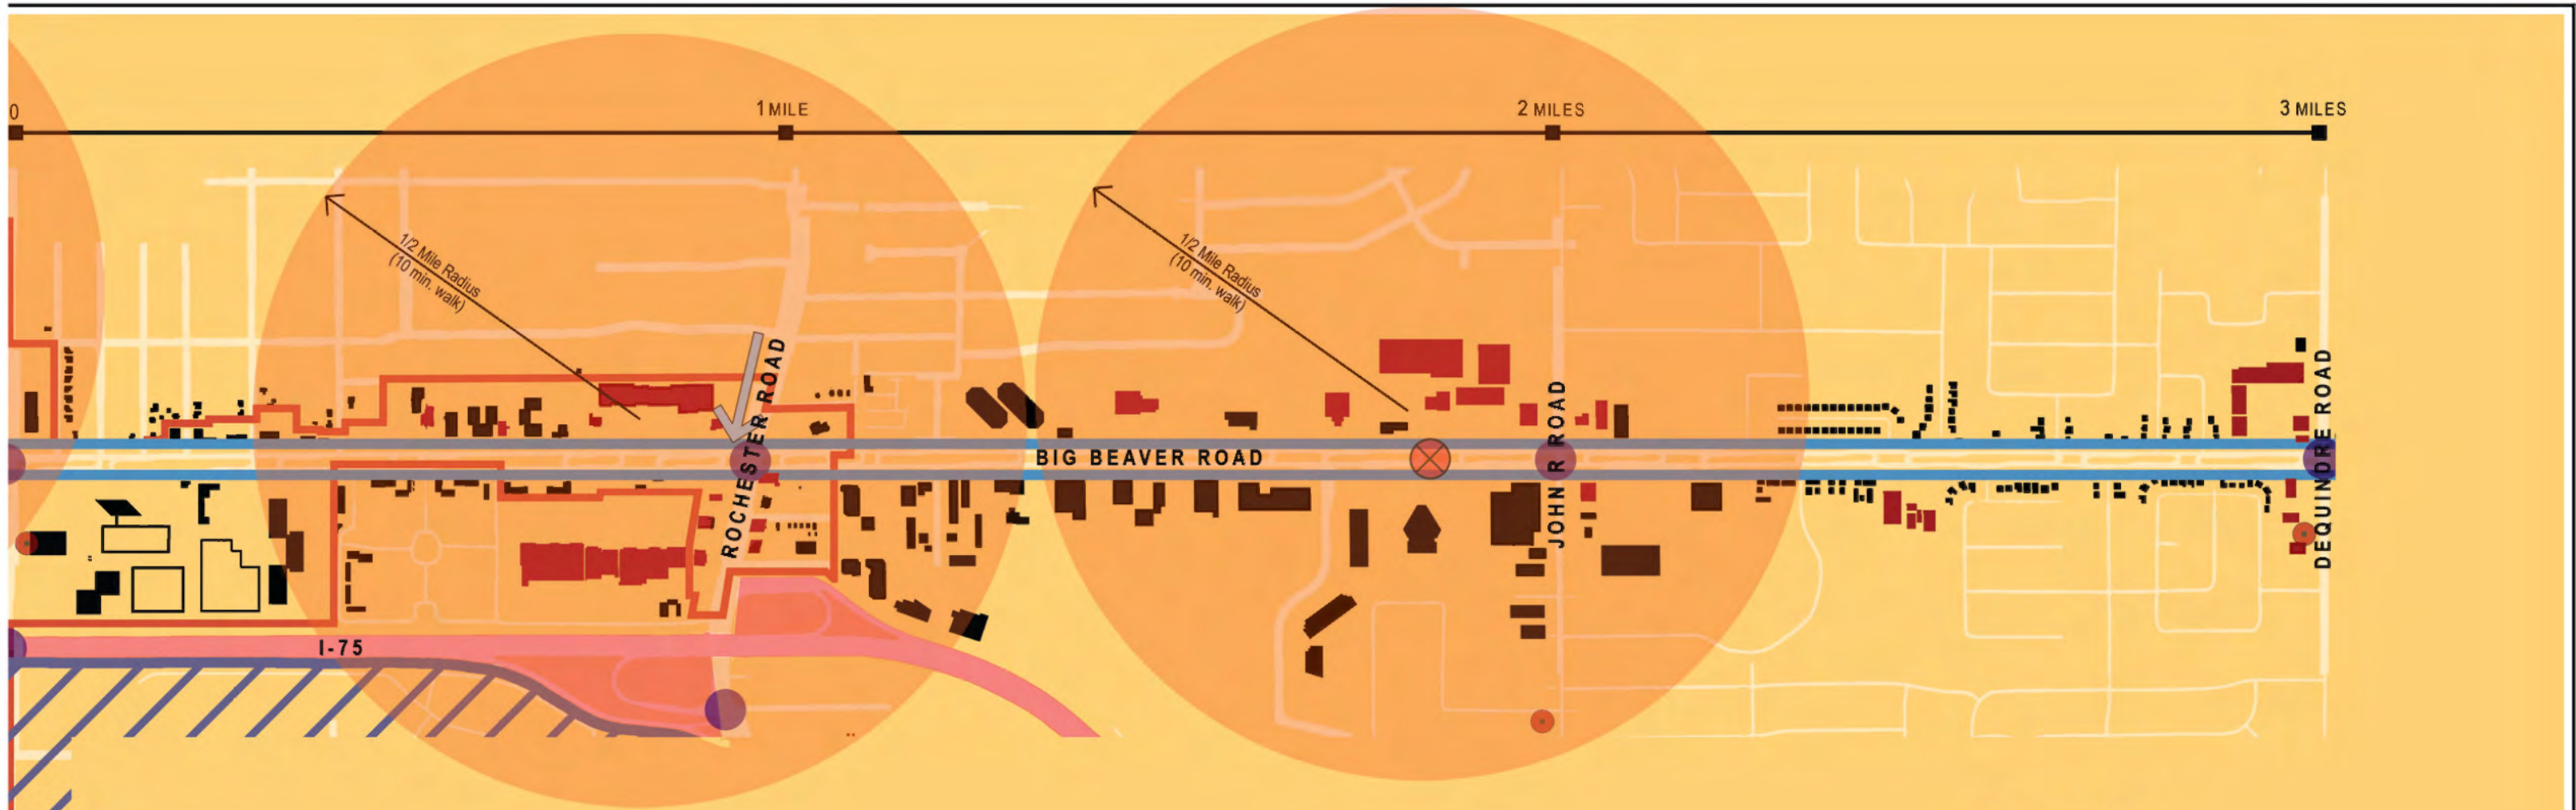 0
1 MILE
2 MILES
3 MILES
1/2 Mile Radius
(10 min. walk)
1/2 Mile Radius
(10 min. walk)
ROCHESTER ROAD
BIG BEAVER ROAD
JOHN R ROAD
DEQUINDRE ROAD
I-75